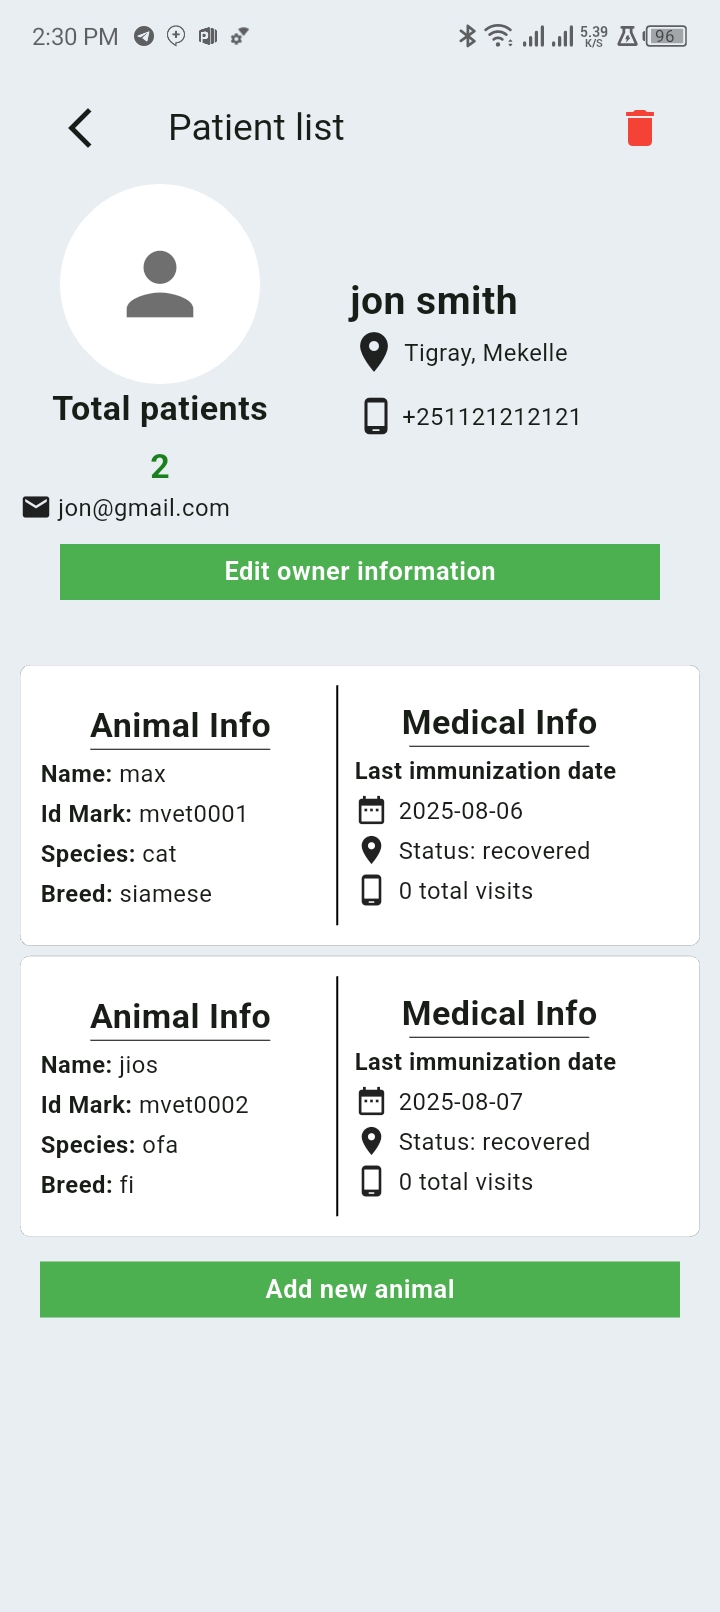 2:30 PM
5.39
K/S
96
Patient list
jon smith
Tigray, Mekelle
+251121212121
Total patients
2
jon@gmail.com
Edit owner information
Animal Info
Name: max
Id Mark: mvet0001
Species: cat
Breed: siamese
Medical Info
Last immunization date
2025-08-06
Status: recovered
0 total visits
Animal Info
Name: jios
Id Mark: mvet0002
Species: ofa
Breed: fi
Medical Info
Last immunization date
2025-08-07
Status: recovered
0 total visits
Add new animal